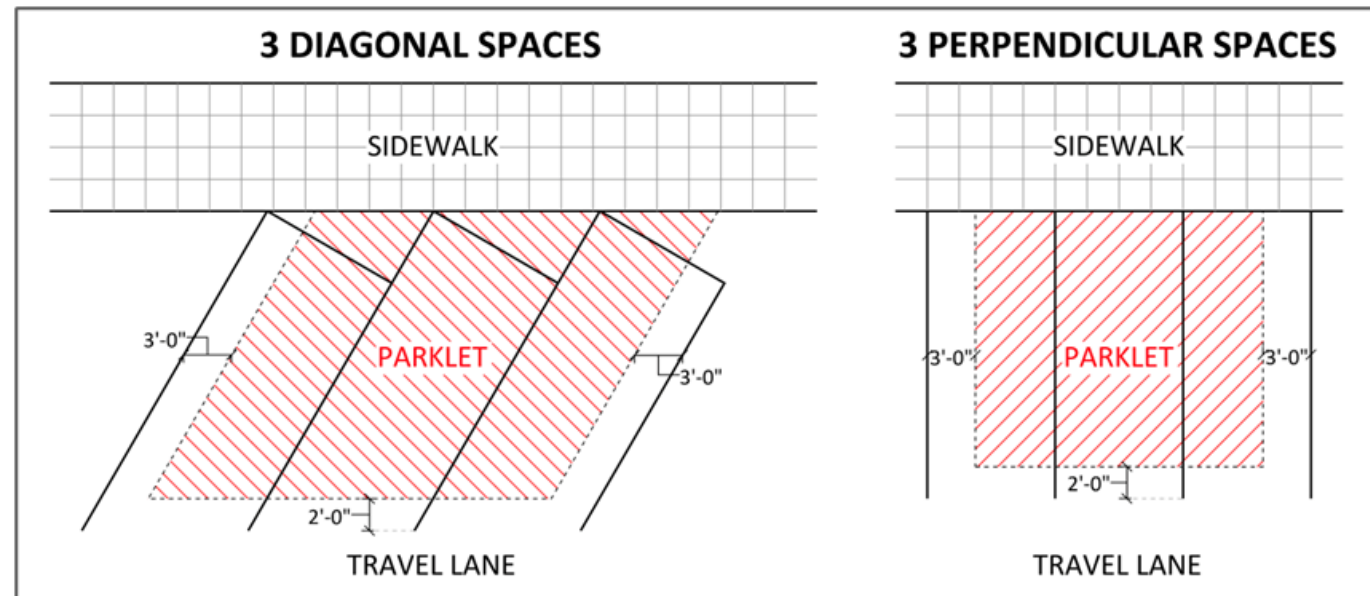 3 DIAGONAL SPACES
SIDEWALK
3'-0"
PARKLET
3'-0"
2'-0"
TRAVEL LANE
3 PERPENDICULAR SPACES
SIDEWALK
3'-0"
PARKLET
3'-0"
2'-0"
TRAVEL LANE